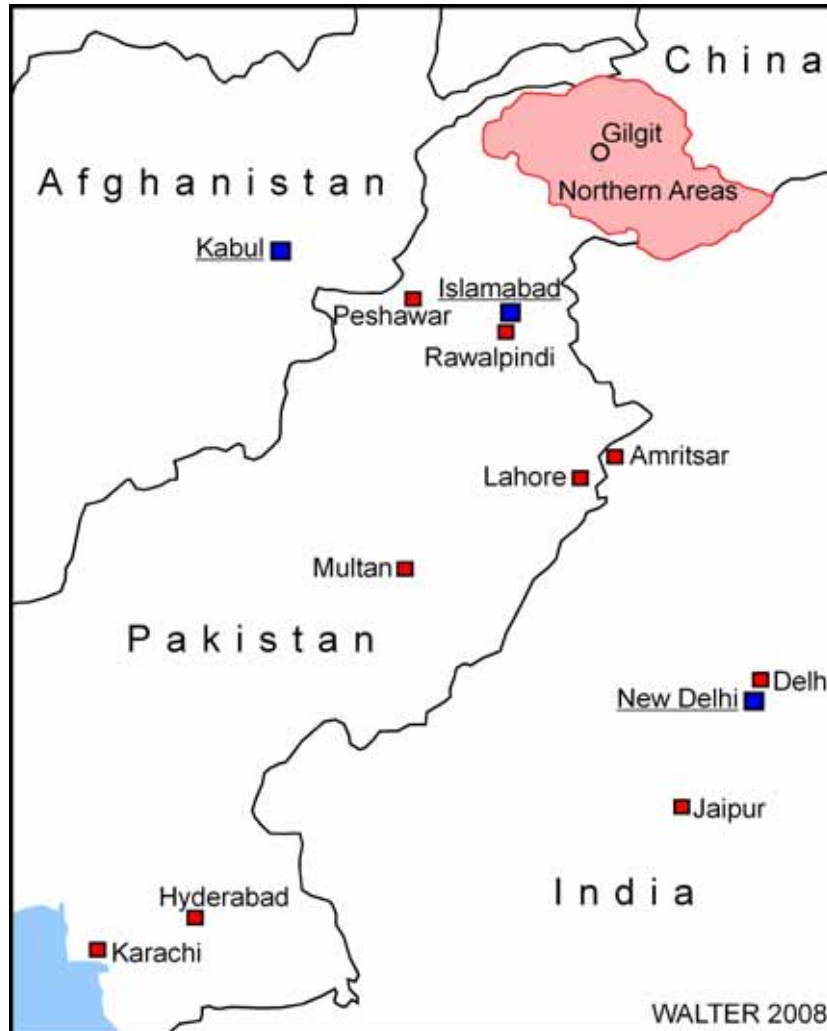 China
Gilgit
Afghanistan
Northern Areas
Kabul
Islamabad
Peshawar
Rawalpindi
Amritsar
Lahore
Multan
Pakistan
Delh
New Delhi
Jaipur
India
Hyderabad
Karachi
WALTER 2008